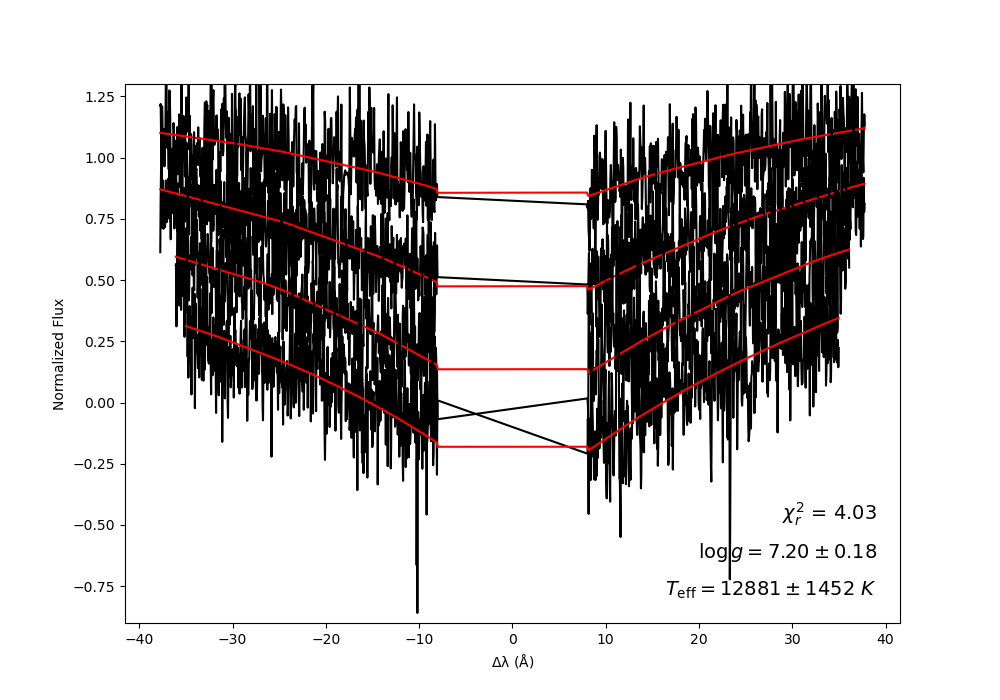 1.25
1.00
0.75
0.50
0.25
0.00
−0.25
−0.50
−0.75
Normalized Flux
χ_r^2 = 4.03
log g = 7.20 ± 0.18
T_eff = 12881 ± 1452 K
−40 −30 −20 −10 0 10 20 30 40
Δλ (Å)